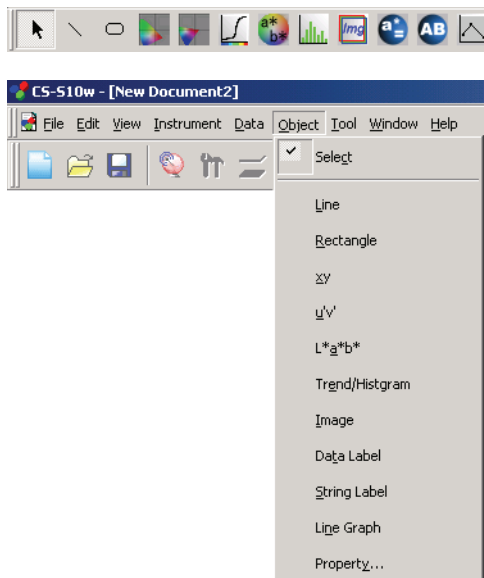 a*
b*
Img
a*=
AB
CS-S10w - [New Document2]
File Edit View Instrument Data Object Tool Window Help
Select
Line
Rectangle
xy
u'v'
L*a*b*
Trend/Histgram
Image
Data Label
String Label
Line Graph
Property...